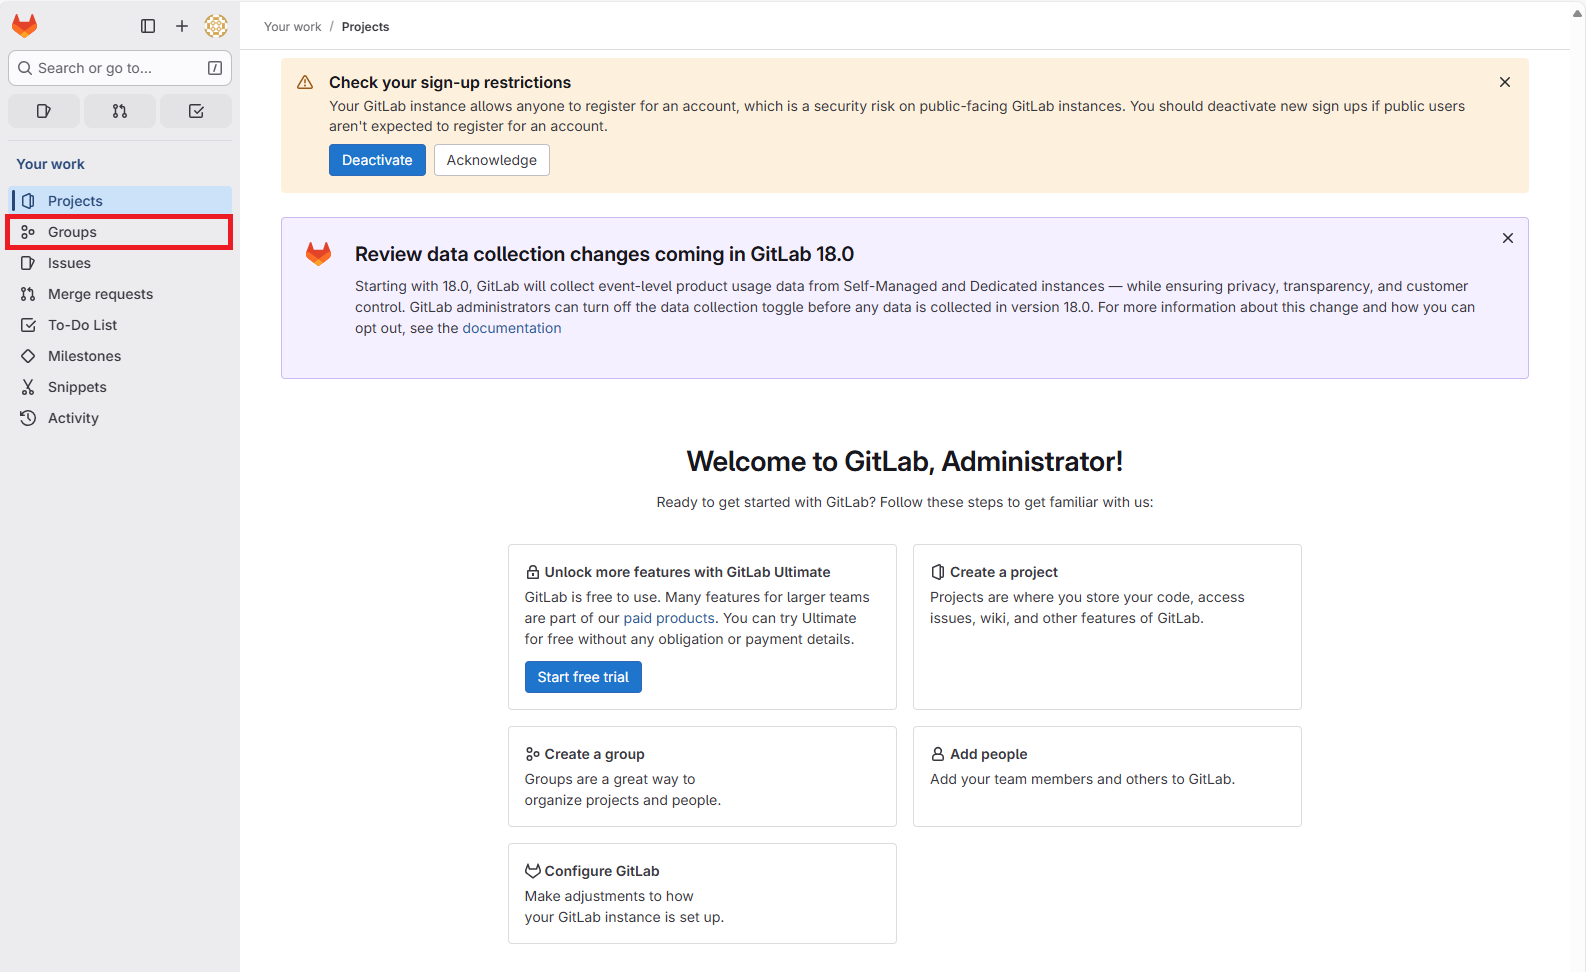 Your work / Projects
Search or go to...
Your work
Projects
Groups
Issues
Merge requests
To-Do List
Milestones
Snippets
Activity
Check your sign-up restrictions
Your GitLab instance allows anyone to register for an account, which is a security risk on public-facing GitLab instances. You should deactivate new sign ups if public users
aren't expected to register for an account.
Deactivate Acknowledge
Review data collection changes coming in GitLab 18.0
Starting with 18.0, GitLab will collect event-level product usage data from Self-Managed and Dedicated instances — while ensuring privacy, transparency, and customer
control. GitLab administrators can turn off the data collection toggle before any data is collected in version 18.0. For more information about this change and how you can
opt out, see the documentation
Welcome to GitLab, Administrator!
Ready to get started with GitLab? Follow these steps to get familiar with us:
Unlock more features with GitLab Ultimate
GitLab is free to use. Many features for larger teams
are part of our paid products. You can try Ultimate
for free without any obligation or payment details.
Start free trial
Create a project
Projects are where you store your code, access
issues, wiki, and other features of GitLab.
Create a group
Groups are a great way to
organize projects and people.
Add people
Add your team members and others to GitLab.
Configure GitLab
Make adjustments to how
your GitLab instance is set up.